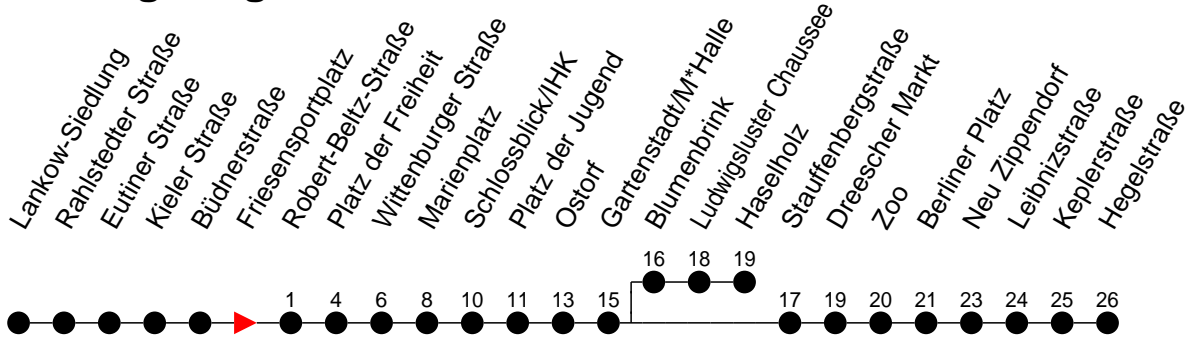 Lankow-Siedlung
Rahlstedter Straße
Eutiner Straße
Kieler Straße
Büdnerstraße
Friesensportplatz
Robert-Beltz-Straße
Platz der Freiheit
Wittenburger Straße
Marienplatz
Schlossblick/IHK
Platz der Jugend
Ostorf
Gartenstadt/M*Halle
Blumenbrink
Ludwigsluster Chaussee
Haselholz
Stauffenbergstraße
Dreescher Markt
Zoo
Berliner Platz
Neu Zippendorf
Leibnizstraße
Keplerstraße
Hegelstraße
16 18 19
1 4 6 8 10 11 13 15 17 19 20 21 23 24 25 26